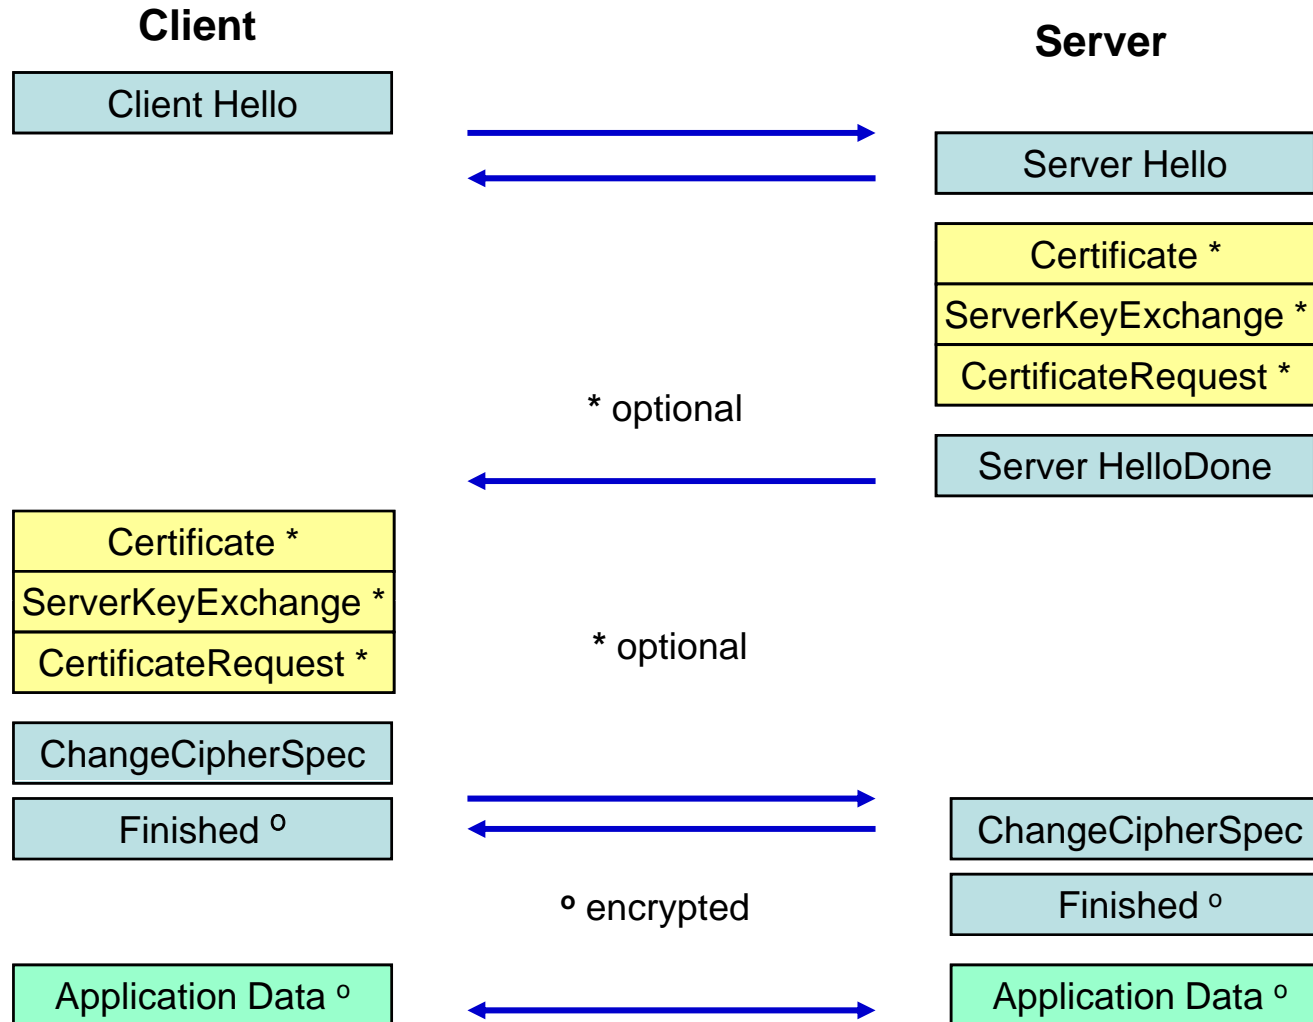 Client
Server
Client Hello
Server Hello
Certificate *
ServerKeyExchange *
CertificateRequest *
* optional
Server HelloDone
Certificate *
ServerKeyExchange *
CertificateRequest *
* optional
ChangeCipherSpec
Finished o
ChangeCipherSpec
o encrypted
Finished o
Application Data o
Application Data o